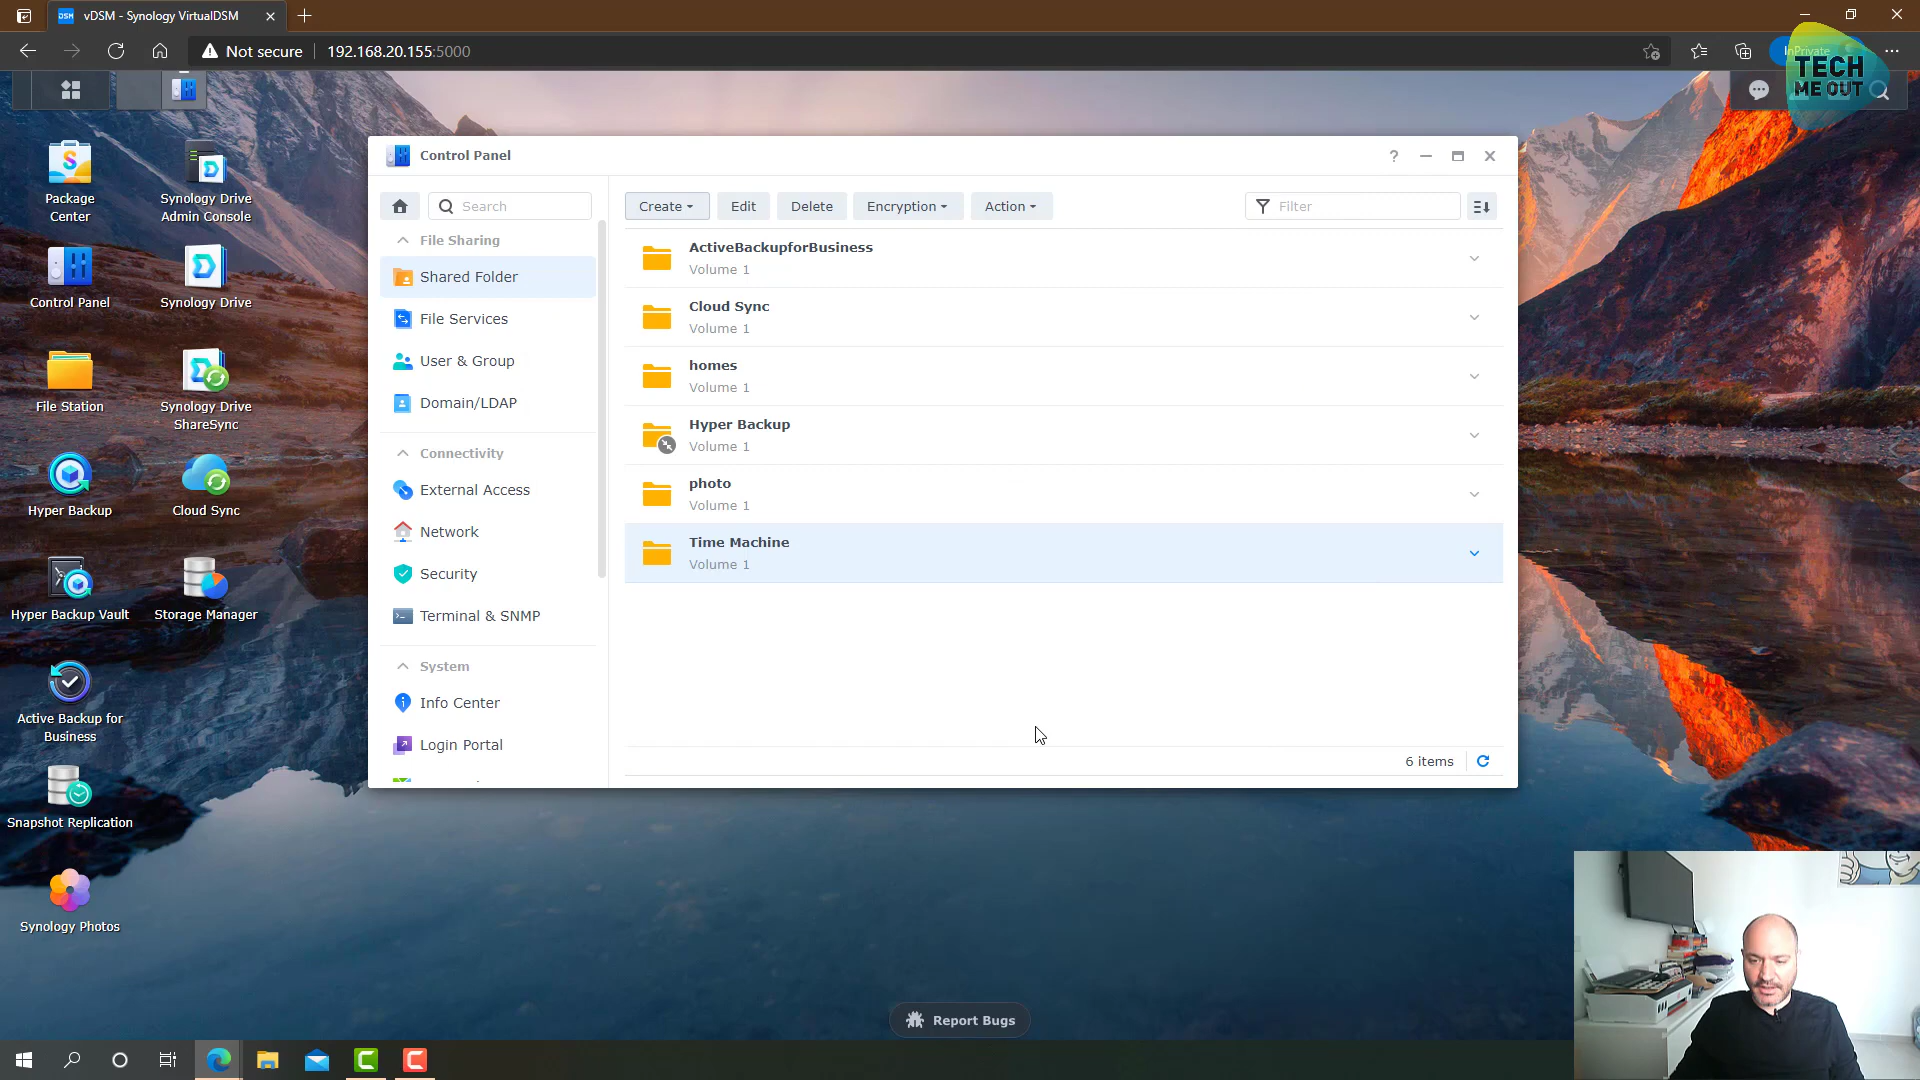 vDSM - Synology VirtualDSM
Not secure
192.168.20.155:5000
InPrivate
TECH
ME OUT
Package
Center
Synology Drive
Admin Console
Control Panel
Synology Drive
File Station
Synology Drive
ShareSync
Hyper Backup
Cloud Sync
Hyper Backup Vault
Storage Manager
Active Backup for
Business
Snapshot Replication
Synology Photos
Control Panel
Search
File Sharing
Shared Folder
File Services
User & Group
Domain/LDAP
Connectivity
External Access
Network
Security
Terminal & SNMP
System
Info Center
Login Portal
Create
Edit
Delete
Encryption
Action
Filter
ActiveBackupforBusiness
Volume 1
Cloud Sync
Volume 1
homes
Volume 1
Hyper Backup
Volume 1
photo
Volume 1
Time Machine
Volume 1
6 items
Report Bugs